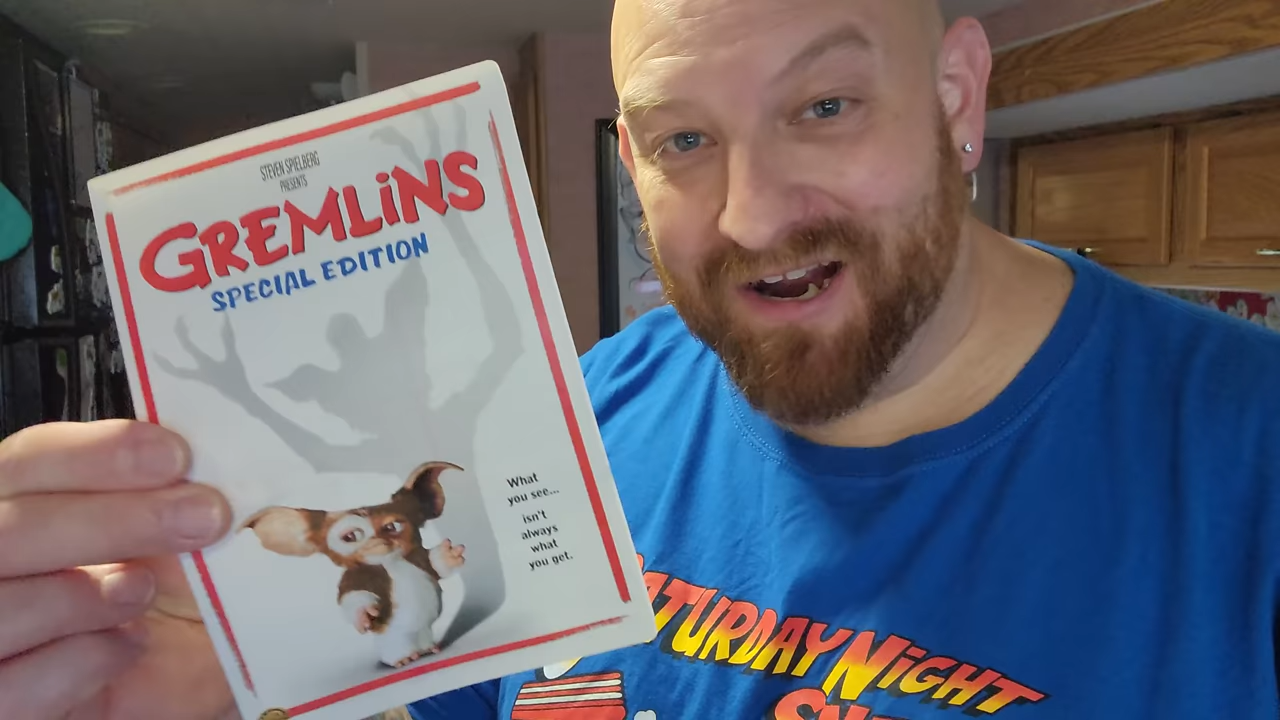 STEVEN SPIELBERG
PRESENTS
GREMLiNS
SPECIAL EDITION
What
you see...
isn't
always
what
you get.
SATURDAY NiGHT